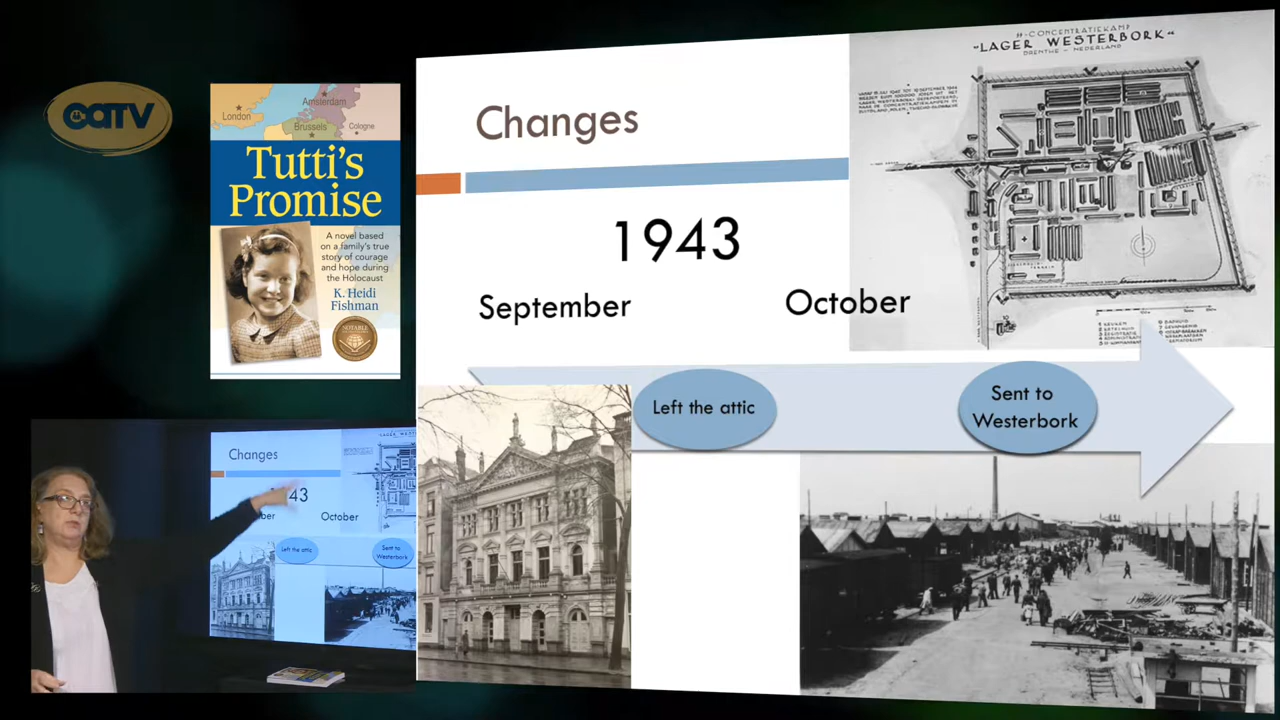 CATV
London
Amsterdam
Brussels
Cologne
Tutti's
Promise
A novel based
on a family's true
story of courage
and hope during
the Holocaust
K. Heidi
Fishman
NOTABLE
Changes
1943
September
October
Left the attic
Sent to
Westerbork
SS-CONCENTRATIEKAMP
"LAGER WESTERBORK"
DRENTHE - NEDERLAND
Changes
43
October
Left the attic
Sent to
Westerbork